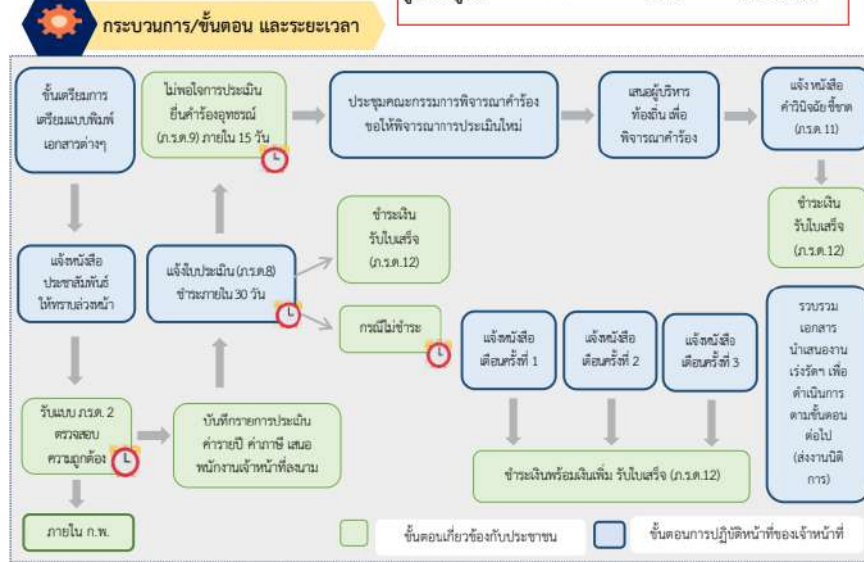 กระบวนการ/ขั้นตอน และระยะเวลา
ขั้นเตรียมการ
เตรียมแบบพิมพ์
เอกสารต่างๆ
ไม่พอใจการประเมิน
ยื่นคำร้องอุทธรณ์
(ภ.ร.ด.9) ภายใน 15 วัน
ประชุมคณะกรรมการพิจารณาคำร้อง
ขอให้พิจารณาการประเมินใหม่
เสนอผู้บริหาร
ท้องถิ่น เพื่อ
พิจารณาคำร้อง
แจ้งหนังสือ
คำวินิจฉัยชี้ขาด
(ภ.ร.ด. 11)
ชำระเงิน
รับใบเสร็จ
(ภ.ร.ด.12)
แจ้งหนังสือ
ประชาสัมพันธ์
ให้ทราบล่วงหน้า
แจ้งใบประเมิน (ภ.ร.ด.8)
ชำระภายใน 30 วัน
ชำระเงิน
รับใบเสร็จ
(ภ.ร.ด.12)
กรณีไม่ชำระ
แจ้งหนังสือ
เตือนครั้งที่ 1
แจ้งหนังสือ
เตือนครั้งที่ 2
แจ้งหนังสือ
เตือนครั้งที่ 3
รวบรวม
เอกสาร
นำเสนองาน
เร่งรัดฯ เพื่อ
ดำเนินการ
ตามขั้นตอน
ต่อไป
(ส่งงานนิติ
การ)
รับแบบ ภ.ร.ด. 2
ตรวจสอบ
ความถูกต้อง
บันทึกรายการประเมิน
ค่ารายปี ค่าภาษี เสนอ
พนักงานเจ้าหน้าที่ลงนาม
ชำระเงินพร้อมเงินเพิ่ม รับใบเสร็จ (ภ.ร.ด.12)
ภายใน ก.พ.
ขั้นตอนเกี่ยวข้องกับประชาชน
ขั้นตอนการปฏิบัติหน้าที่ของเจ้าหน้าที่